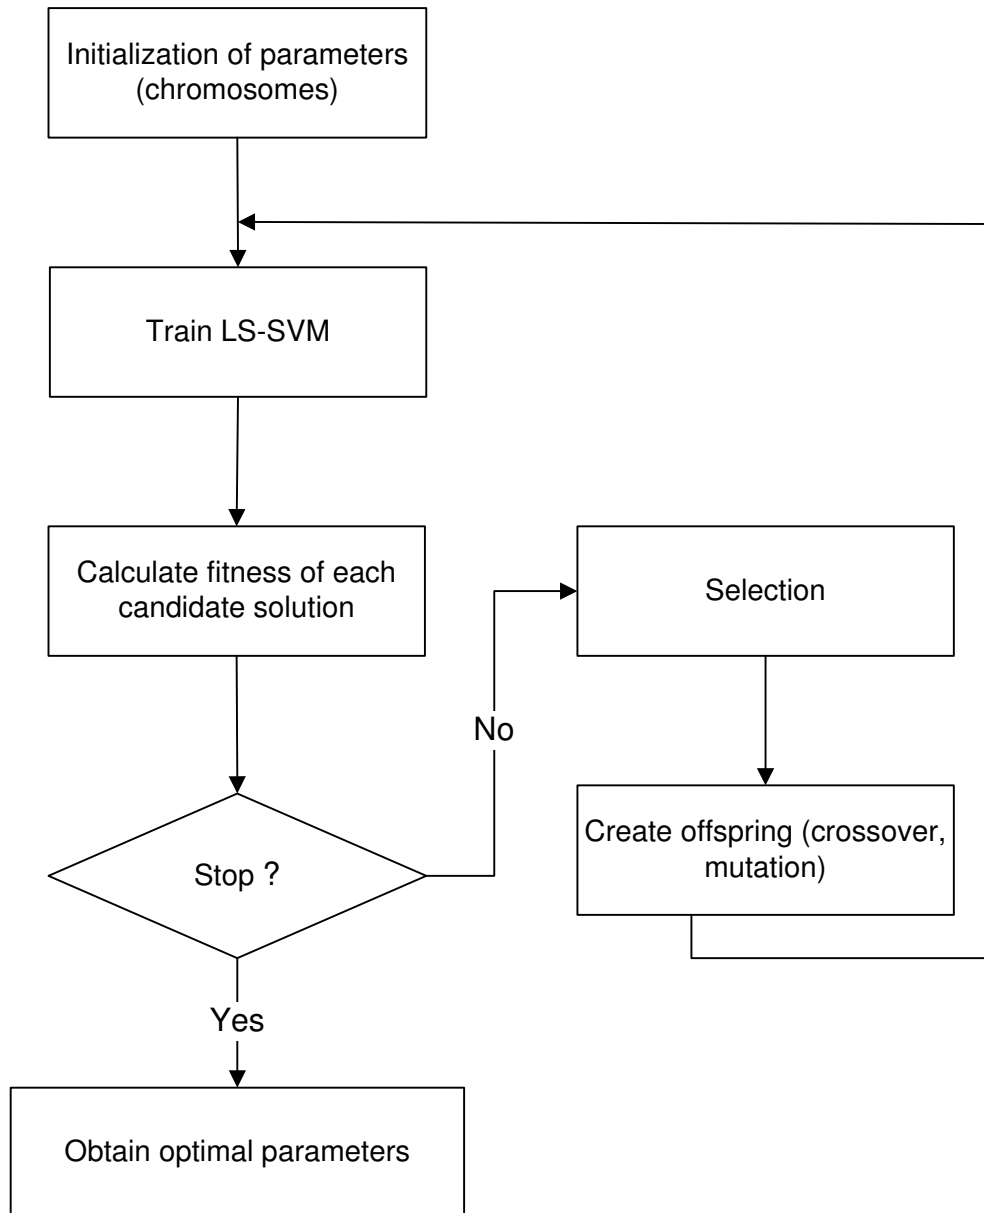 Initialization of parameters
(chromosomes)
Train LS-SVM
Calculate fitness of each
candidate solution
Selection
No
Create offspring (crossover,
mutation)
Stop ?
Yes
Obtain optimal parameters